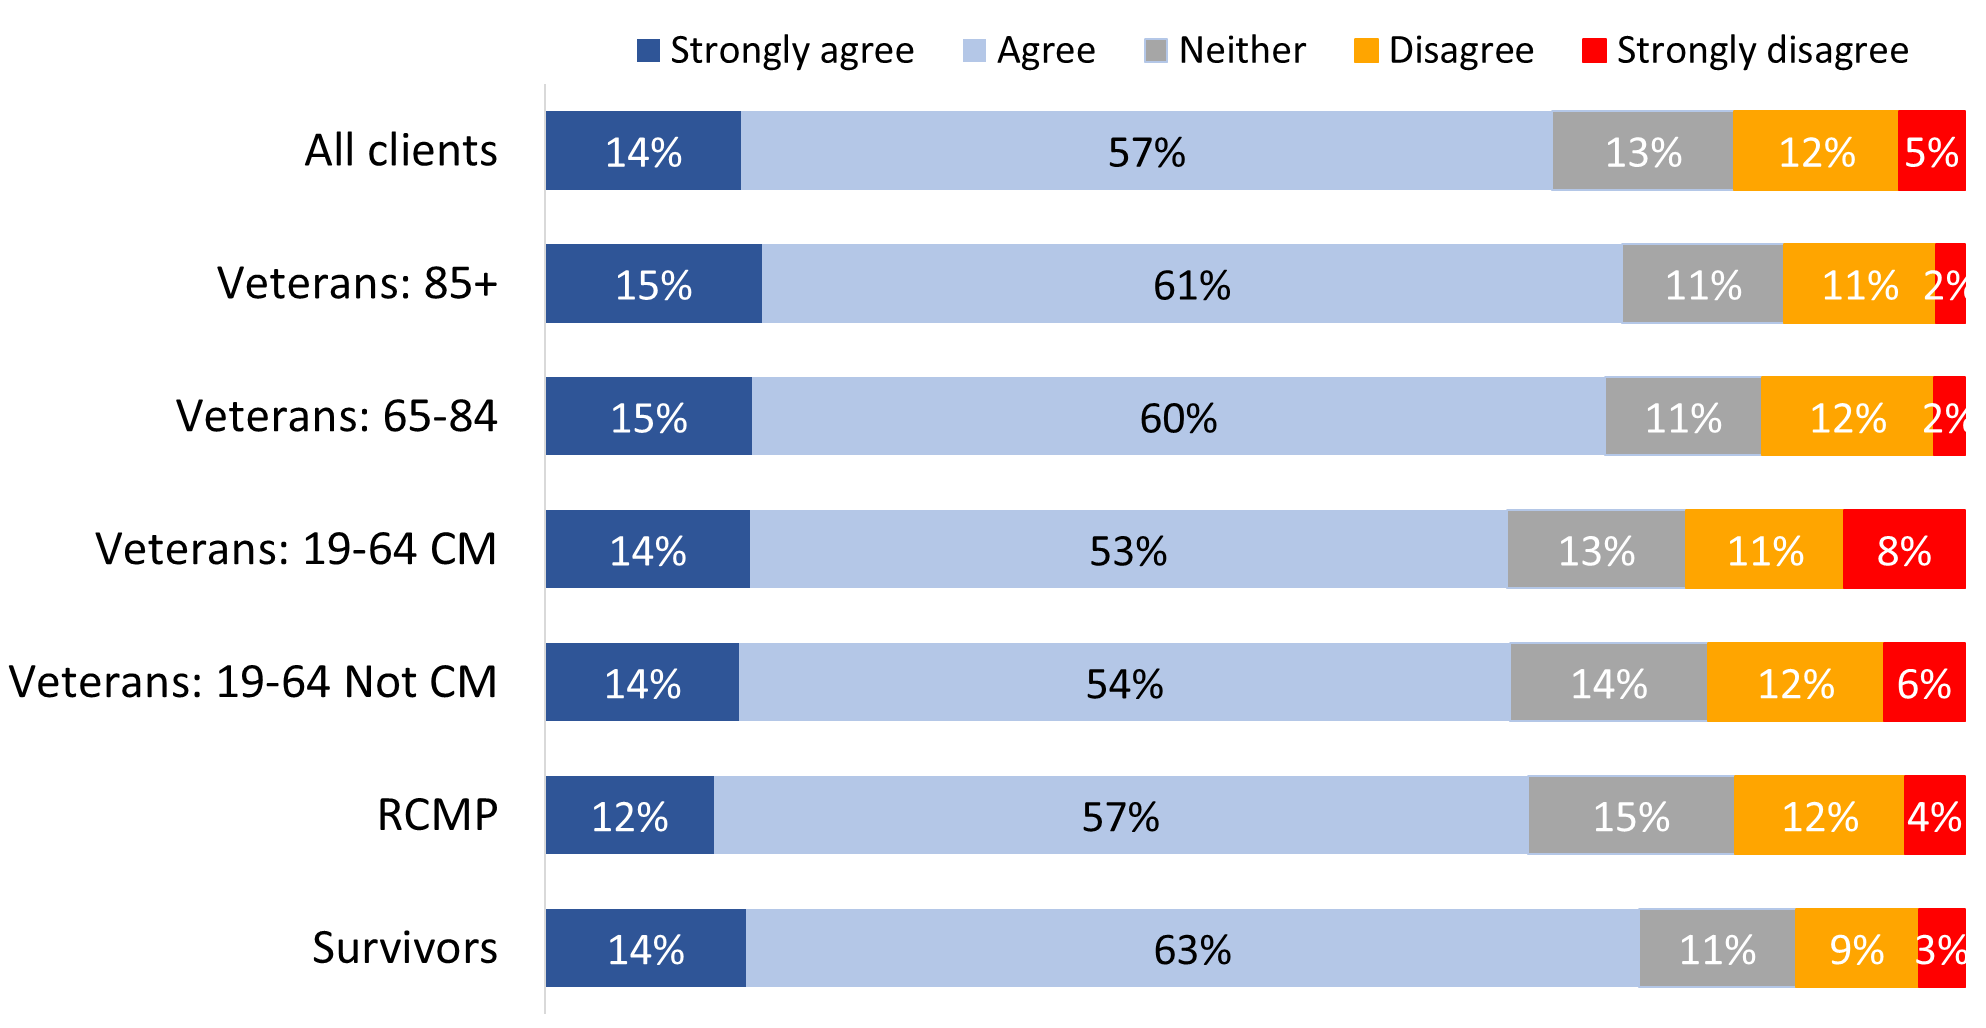 Strongly agree Agree Neither Disagree Strongly disagree
All clients 14% 57% 13% 12% 5%
Veterans: 85+ 15% 61% 11% 11% 2%
Veterans: 65-84 15% 60% 11% 12% 2%
Veterans: 19-64 CM 14% 53% 13% 11% 8%
Veterans: 19-64 Not CM 14% 54% 14% 12% 6%
RCMP 12% 57% 15% 12% 4%
Survivors 14% 63% 11% 9% 3%